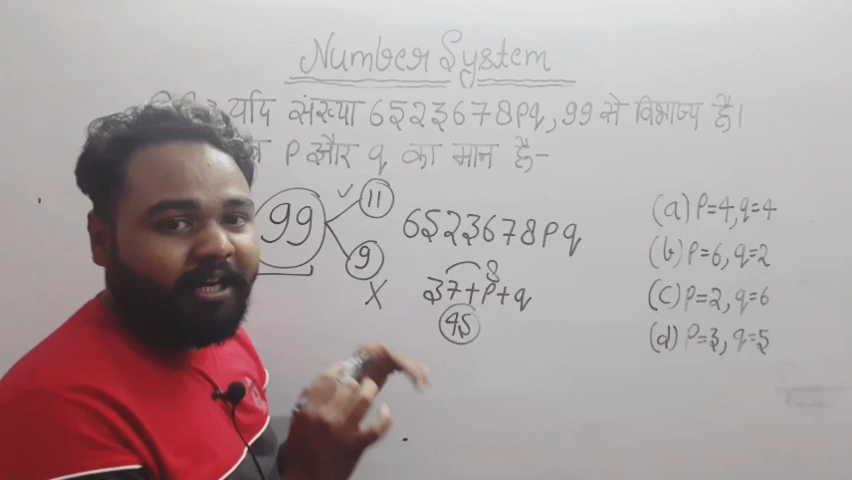 Number System
यदि संख्या 6523678pq, 99 से विभाज्य है।
p और q का मान है-
99
11
9
6523678pq
8
37+p+q
45
(a) P=4, q=4
(b) P=6, q=2
(c) P=2, q=6
(d) P=3, q=5